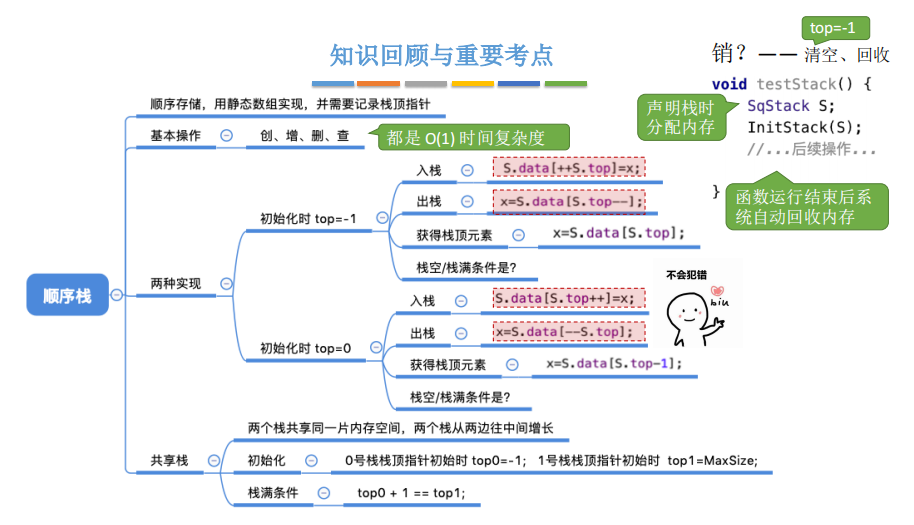 知识回顾与重要考点
top=-1
销？——清空、回收
void testStack() {
声明栈时
分配内存
SqStack S;
InitStack(S);
//...后续操作...
}
函数运行结束后系
统自动回收内存
顺序栈
顺序存储，用静态数组实现，并需要记录栈顶指针
基本操作
创、增、删、查
都是 O(1) 时间复杂度
两种实现
初始化时 top=-1
入栈
S.data[++S.top]=x;
出栈
x=S.data[S.top--];
获得栈顶元素
x=S.data[S.top];
栈空/栈满条件是?
初始化时 top=0
入栈
S.data[S.top++]=x;
出栈
x=S.data[--S.top];
获得栈顶元素
x=S.data[S.top-1];
栈空/栈满条件是?
不会犯错
biu
共享栈
两个栈共享同一片内存空间，两个栈从两边往中间增长
初始化
0号栈栈顶指针初始时 top0=-1; 1号栈栈顶指针初始时 top1=MaxSize;
栈满条件
top0 + 1 == top1;